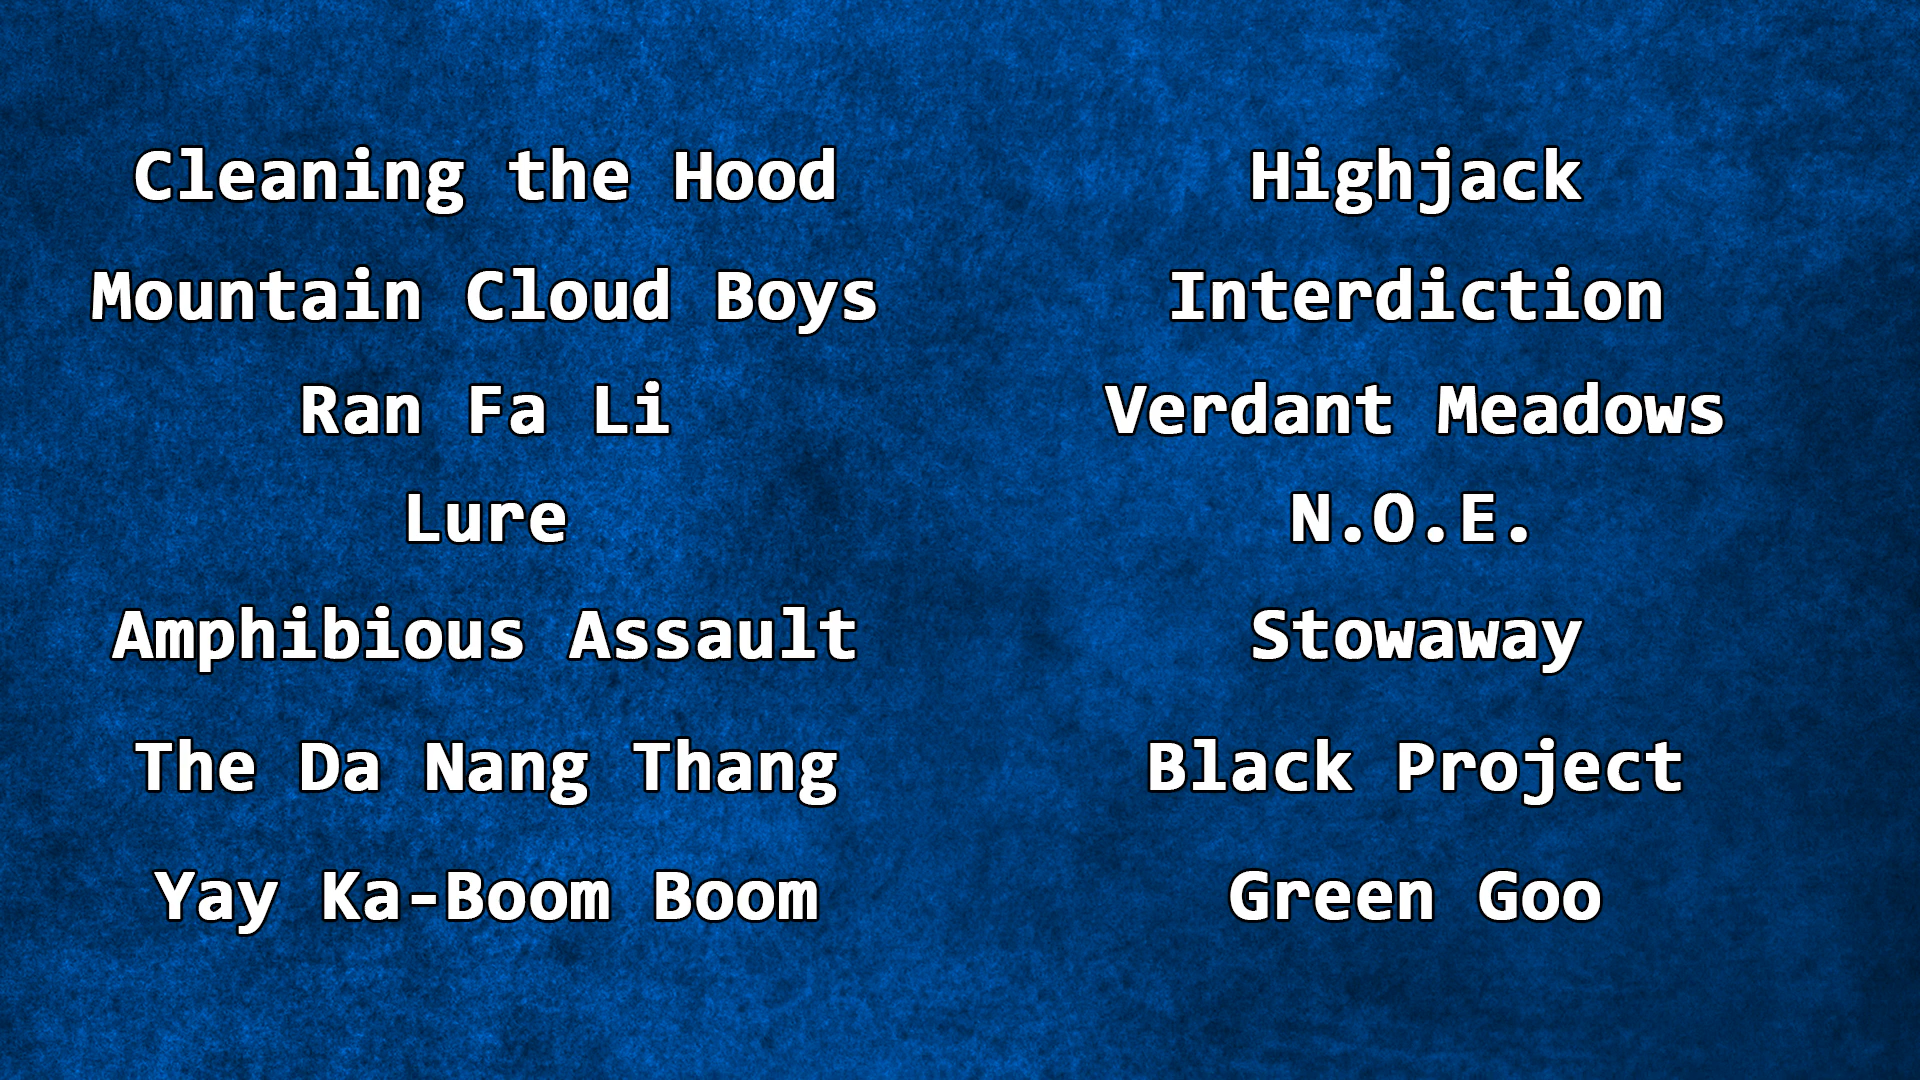 Cleaning the Hood
Mountain Cloud Boys
Ran Fa Li
Lure
Amphibious Assault
The Da Nang Thang
Yay Ka-Boom Boom
Highjack
Interdiction
Verdant Meadows
N.O.E.
Stowaway
Black Project
Green Goo